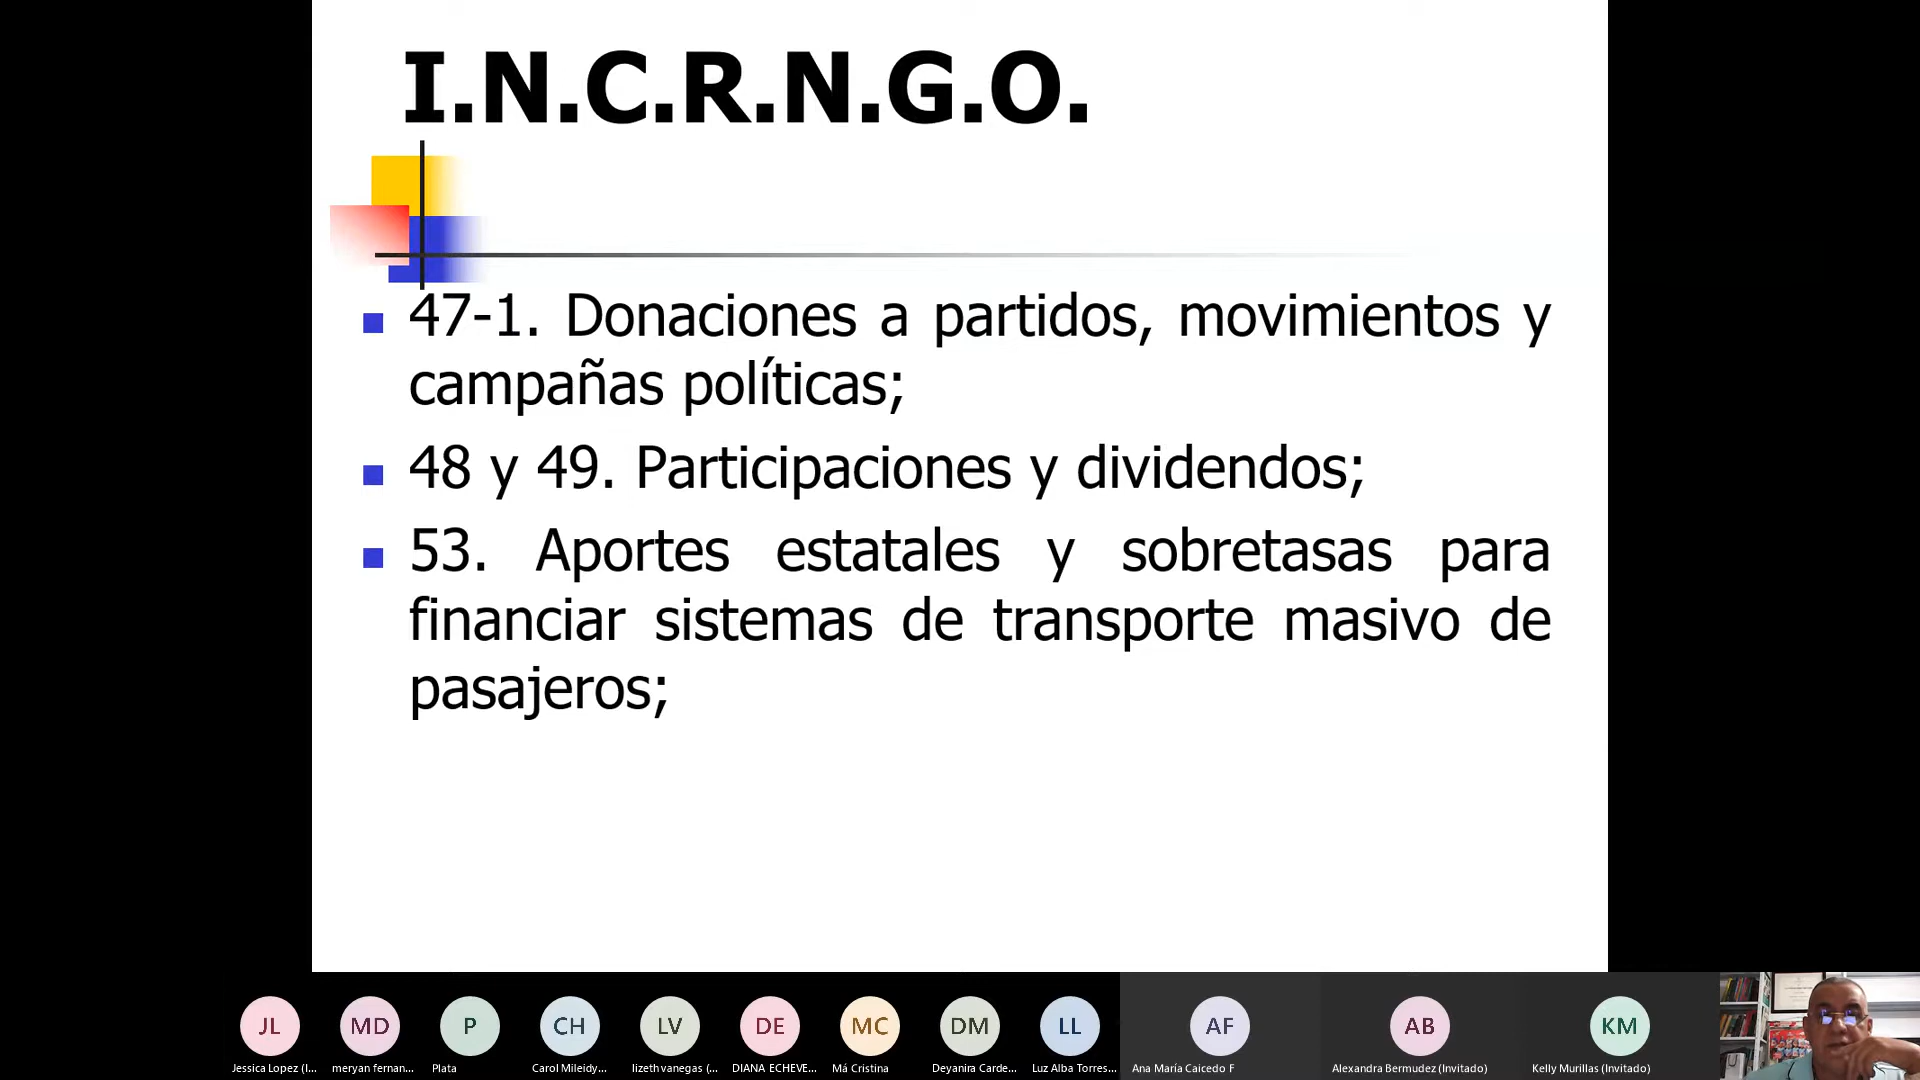 I.N.C.R.N.G.O.
47-1. Donaciones a partidos, movimientos y
campañas políticas;
48 y 49. Participaciones y dividendos;
53. Aportes estatales y sobretasas para
financiar sistemas de transporte masivo de
pasajeros;
JL MD P CH LV DE MC DM LL AF AB KM
Jessica Lopez (I... meryan fernan... Plata Carol Mileidy... lizeth vanegas (... DIANA ECHEVE... Má Cristina Deyanira Carde... Luz Alba Torres... Ana María Caicedo F Alexandra Bermudez (Invitado) Kelly Murillas (Invitado)